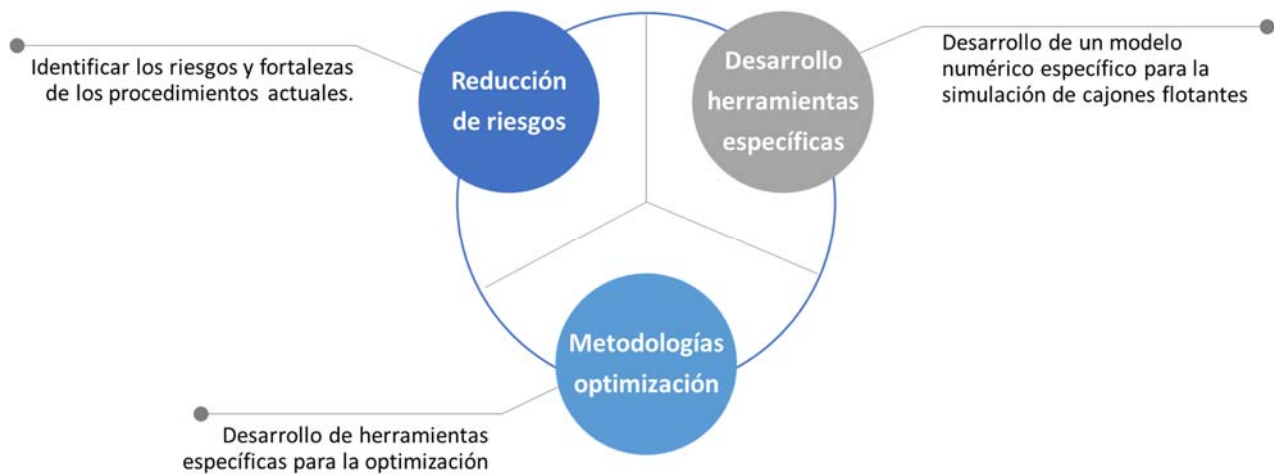 Identificar los riesgos y fortalezas
de los procedimientos actuales.
Reducción
de riesgos
Desarrollo
herramientas
específicas
Desarrollo de un modelo
numérico específico para la
simulación de cajones flotantes
Metodologías
optimización
Desarrollo de herramientas
específicas para la optimización